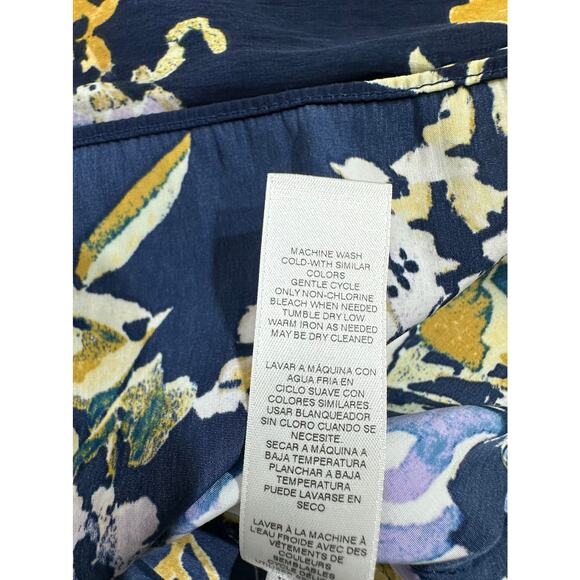 MACHINE WASH
COLD-WITH SIMILAR
COLORS
GENTLE CYCLE
ONLY NON-CHLORINE
BLEACH WHEN NEEDED
TUMBLE DRY LOW
WARM IRON AS NEEDED
MAY BE DRY CLEANED
LAVAR A MÁQUINA CON
AGUA FRIA EN
CICLO SUAVE CON
COLORES SIMILARES.
USAR BLANQUEADOR
SIN CLORO CUANDO SE
NECESITE.
SECAR A MÁQUINA A
BAJA TEMPERATURA
PLANCHAR A BAJA
TEMPERATURA
PUEDE LAVARSE EN
SECO
LAVER À LA MACHINE À
L'EAU FROIDE AVEC DES
VÊTEMENTS DE
COULEURS
SEMBLABLES